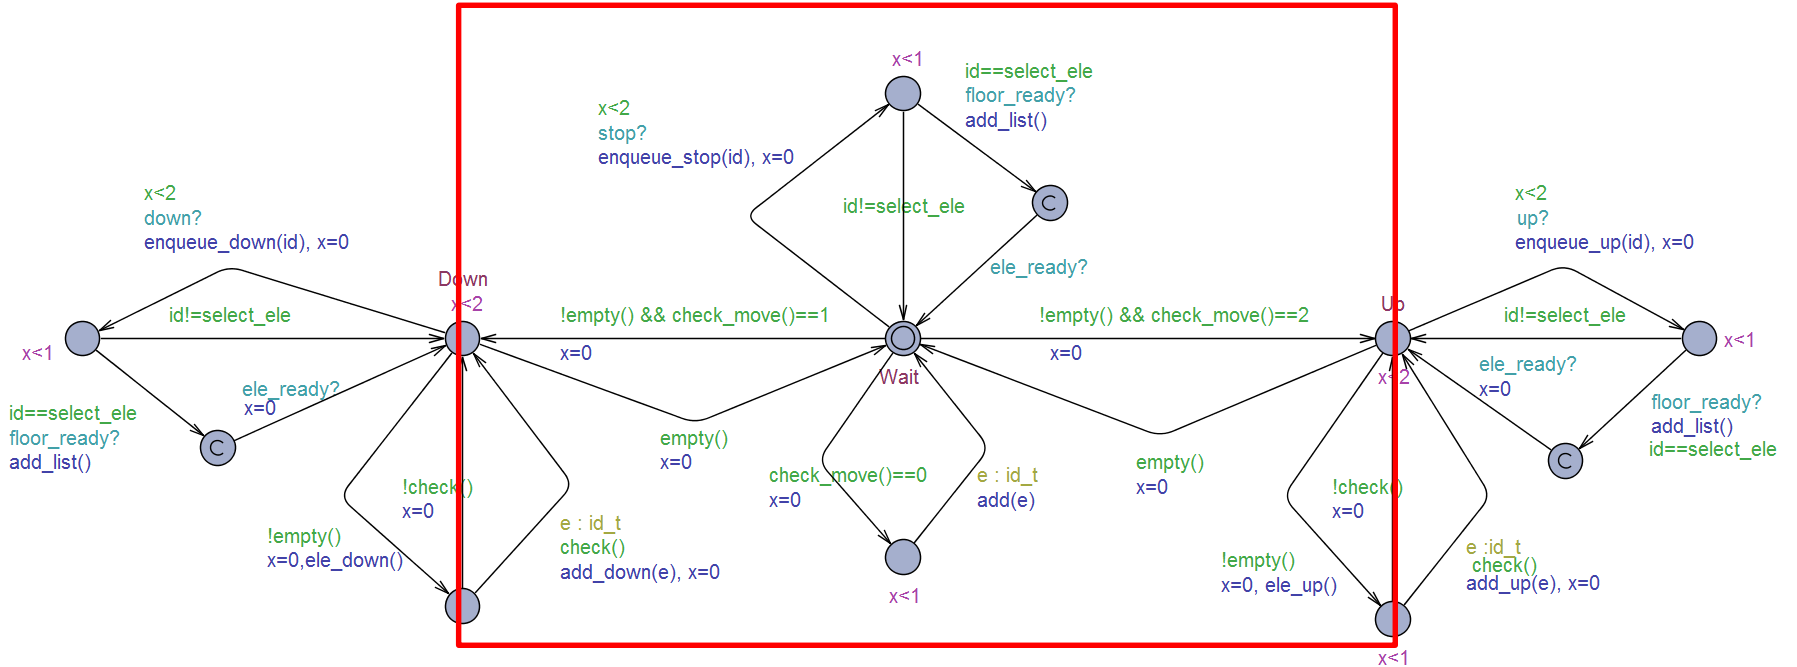 x<1
id==select_ele
floor_ready?
add_list()
x<2
stop?
enqueue_stop(id), x=0
id!=select_ele
ele_ready?
x<2
down?
enqueue_down(id), x=0
Down
x<2
id!=select_ele
x<1
ele_ready?
x=0
id==select_ele
floor_ready?
add_list()
!empty() && check_move()==1
x=0
!empty() && check_move()==2
x=0
Wait
x<2
up?
enqueue_up(id), x=0
Up
x<2
id!=select_ele
x<1
ele_ready?
x=0
floor_ready?
add_list()
id==select_ele
empty()
x=0
empty()
x=0
!check()
x=0
!empty()
x=0,ele_down()
e : id_t
check()
add_down(e), x=0
check_move()==0
x=0
e : id_t
add(e)
x<1
!check()
x=0
!empty()
x=0, ele_up()
e :id_t
check()
add_up(e), x=0
x<1
C
C
C